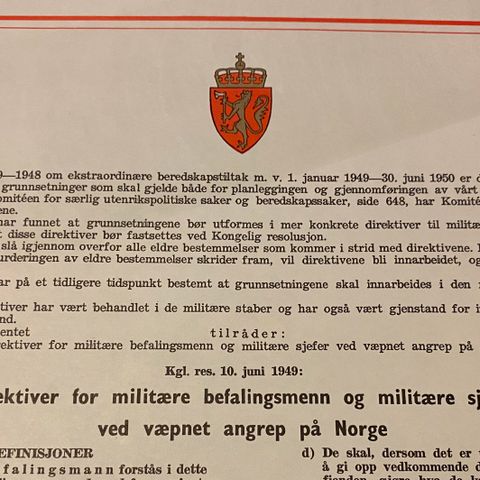 9—1948 om ekstraordinære beredskapstiltak m. v. 1. januar 1949—30. juni 1950 er d
grunnsetninger som skal gjelde både for planleggingen og gjennomføringen av vårt
omitéen for særlig utenrikspolitiske saker og beredskapssaker, side 648, har Komité
ene.
har funnet at grunnsetningene bør utformes i mer konkrete direktiver til militær
t disse direktiver bør fastsettes ved Kongelig resolusjon.
slå igjennom overfor alle eldre bestemmelser som kommer i strid med direktivene.
urderingen av eldre bestemmelser skrider fram, vil direktivene bli innarbeidet, og
ar på et tidligere tidspunkt bestemt at grunnsetningene skal innarbeides i den
tiver har vært behandlet i de militære staber og har også vært gjenstand for i
and.
entet tilråder:
rektiver for militære befalingsmenn og militære sjefer ved væpnet angrep på
Kgl. res. 10. juni 1949:
ektiver for militære befalingsmenn og militære sj
ved væpnet angrep på Norge
EFINISJONER
falingsmann forstås i dette
d) De skal, dersom det er
å gi opp vedkommende